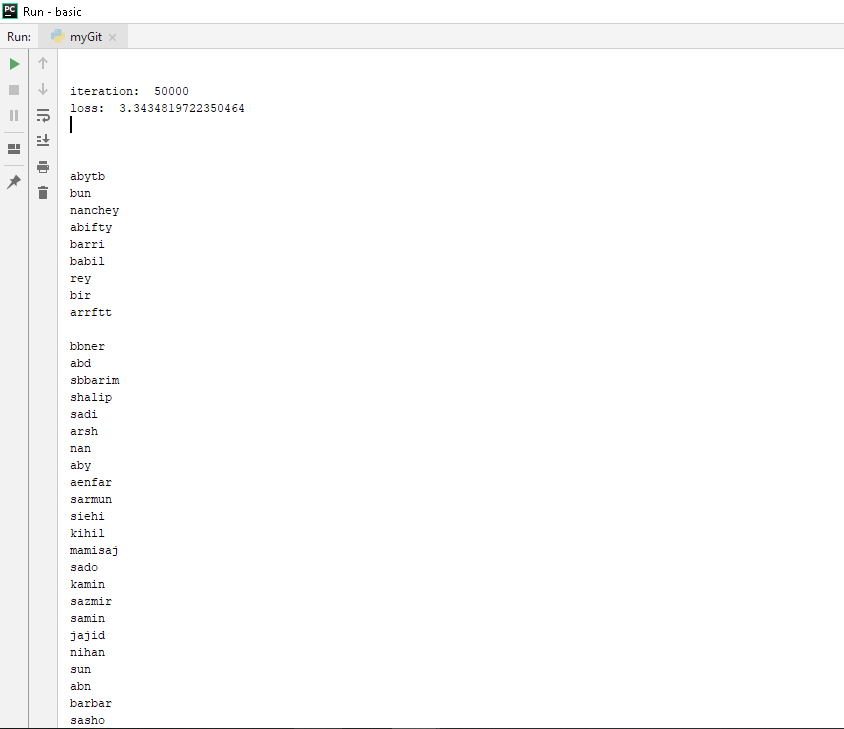 PC Run - basic
Run: myGit
iteration:  50000
loss:  3.3434819722350464
abytb
bun
nanchey
abifty
barri
babil
rey
bir
arrftt
bbner
abd
sbbarim
shalip
sadi
arsh
nan
aby
aenfar
sarmun
siehi
kihil
mamisaj
sado
kamin
sazmir
samin
jajid
nihan
sun
abn
barbar
sasho